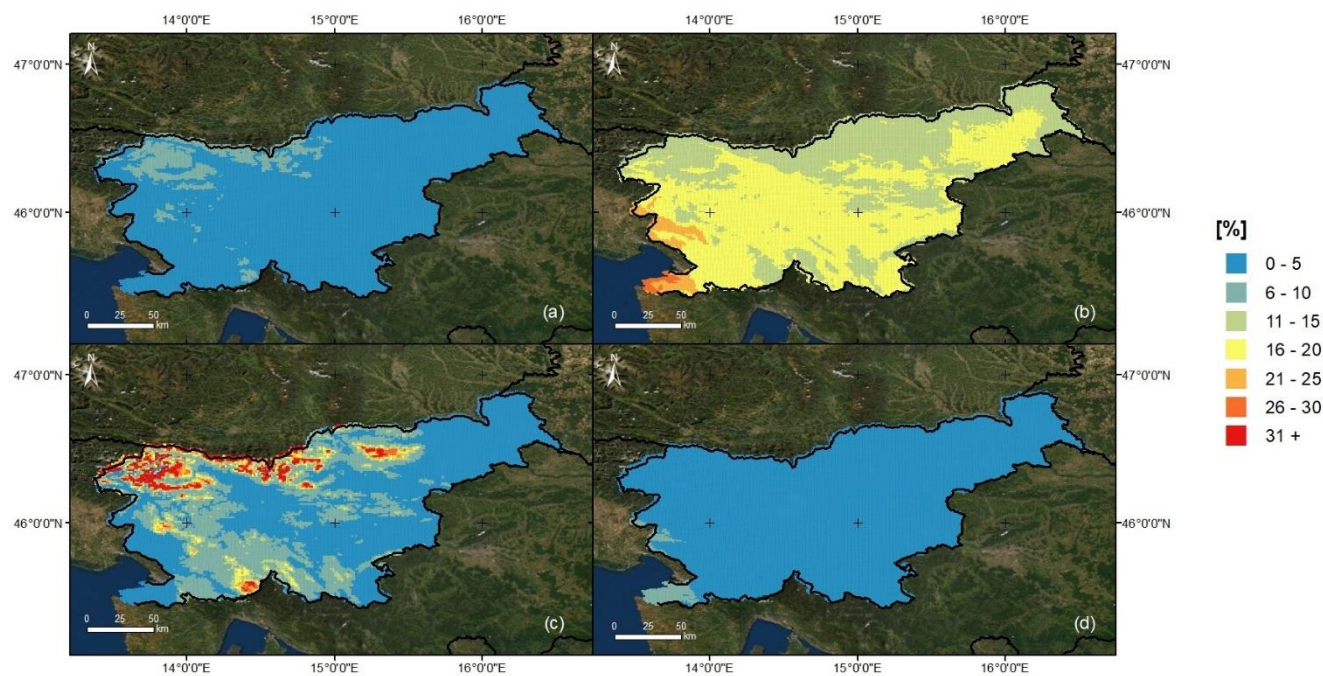 14°0'0"E 15°0'0"E 16°0'0"E 14°0'0"E 15°0'0"E 16°0'0"E
47°0'0"N N N 47°0'0"N
46°0'0"N 46°0'0"N
0 25 50 km (a) 0 25 50 km (b)
[%]
0 - 5
6 - 10
11 - 15
16 - 20
21 - 25
26 - 30
31 +
47°0'0"N N N 47°0'0"N
46°0'0"N 46°0'0"N
0 25 50 km (c) 0 25 50 km (d)
14°0'0"E 15°0'0"E 16°0'0"E 14°0'0"E 15°0'0"E 16°0'0"E